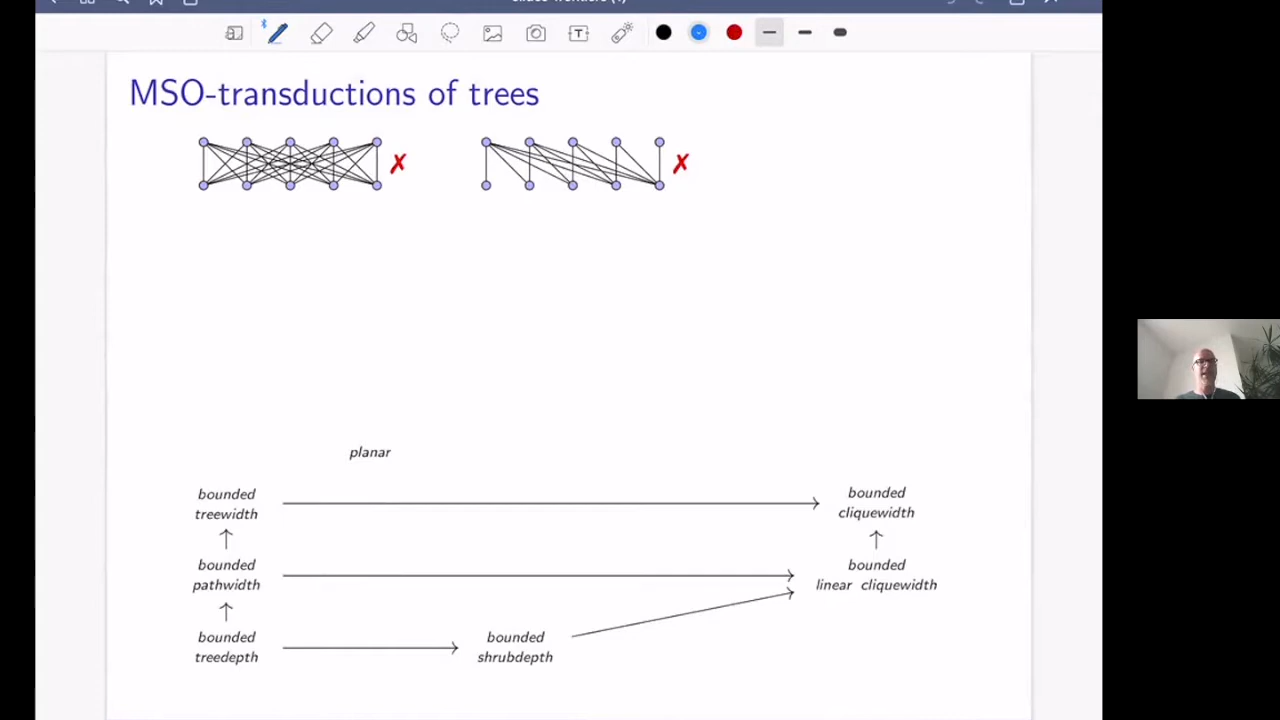 MSO-transductions of trees
planar
bounded
treewidth
bounded
cliquewidth
bounded
pathwidth
bounded
linear cliquewidth
bounded
treedepth
bounded
shrubdepth